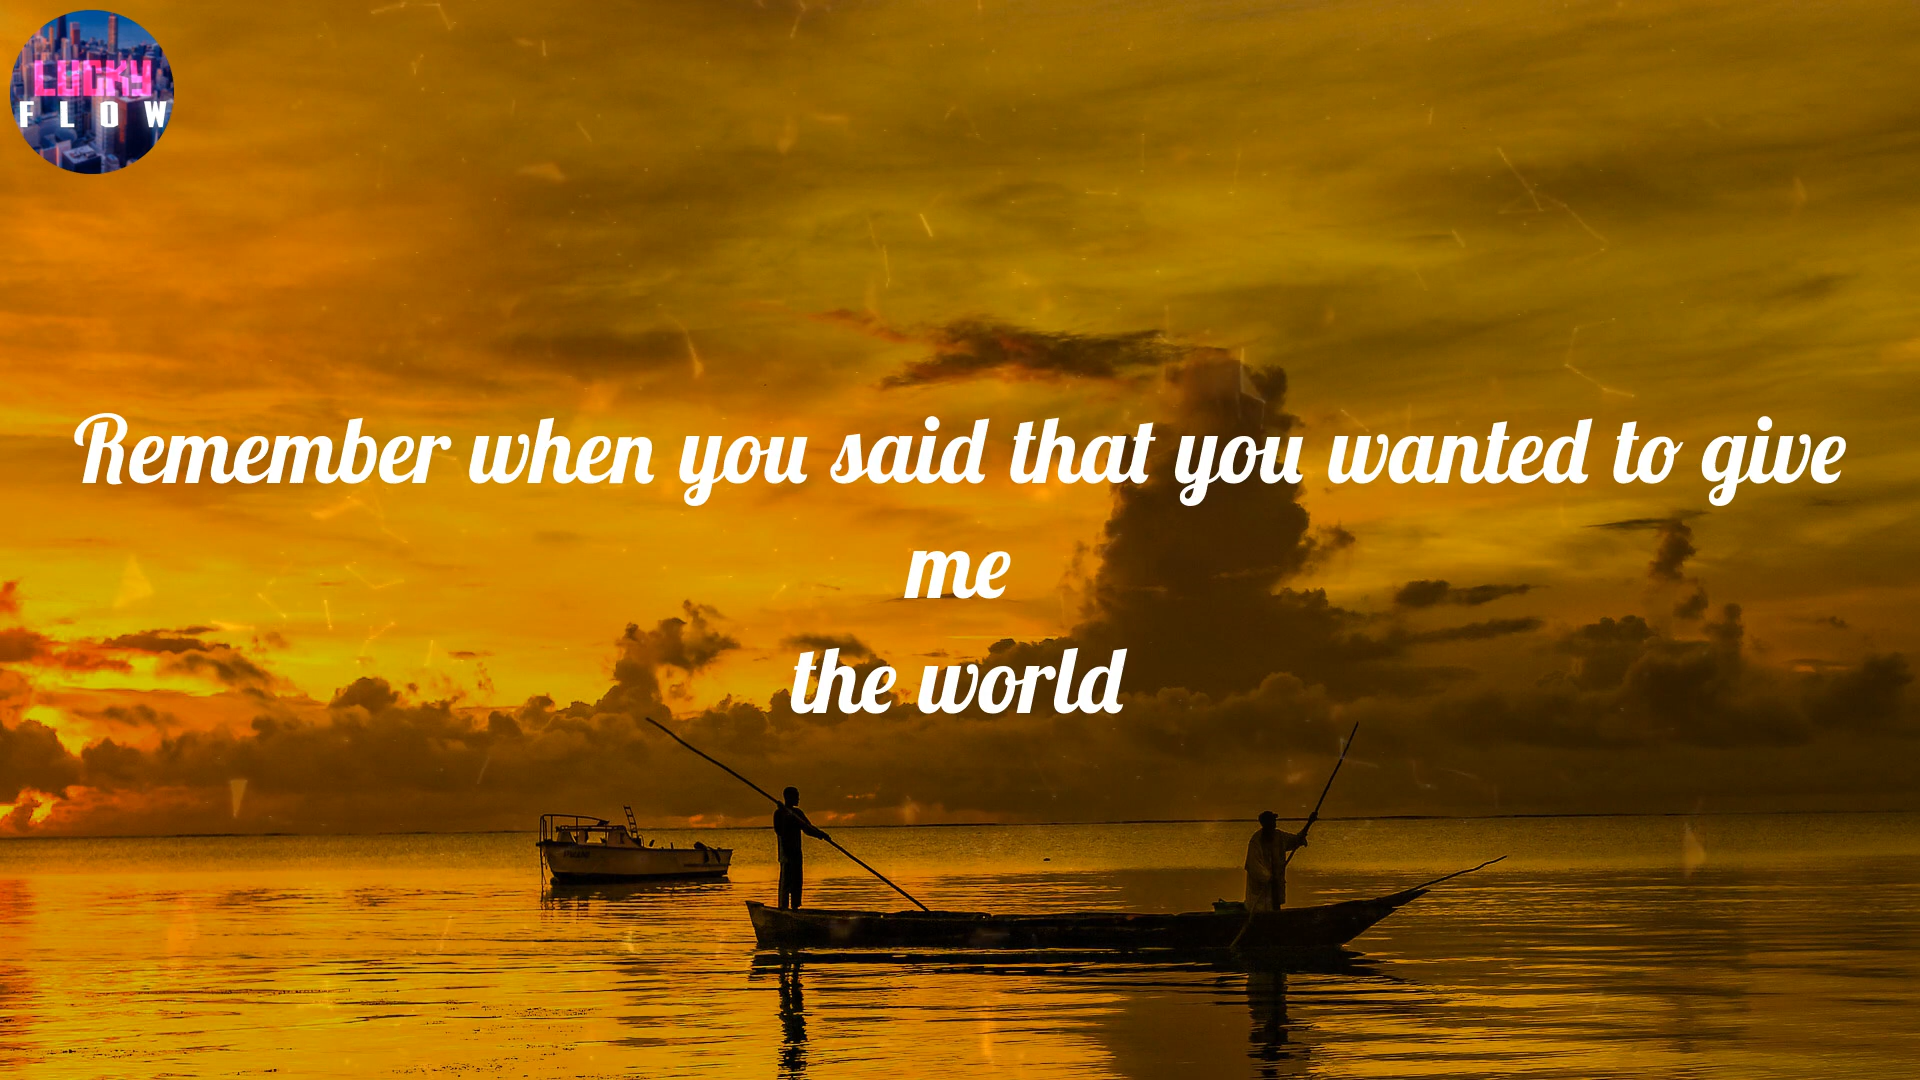 LUCKY
FLOW
Remember when you said that you wanted to give
me
the world